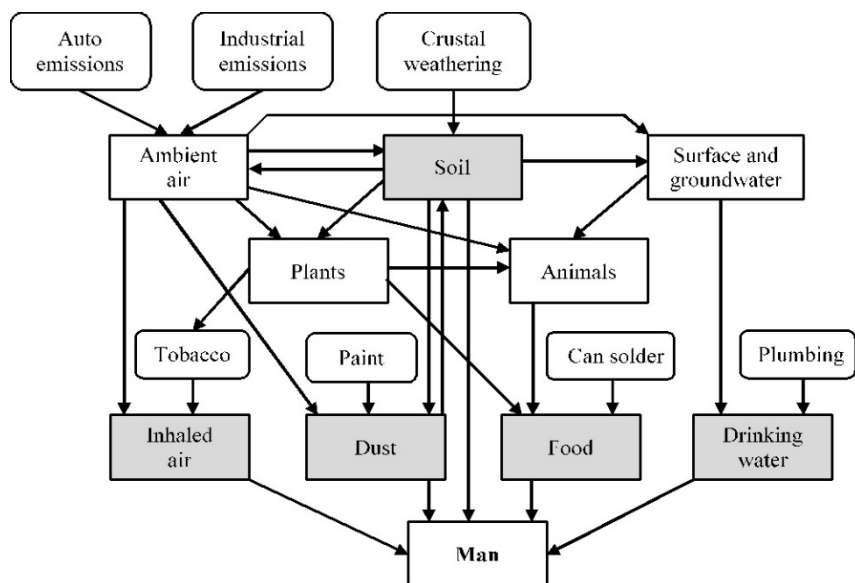 Auto
emissions
Industrial
emissions
Crustal
weathering
Ambient
air
Soil
Surface and
groundwater
Plants
Animals
Tobacco
Paint
Can solder
Plumbing
Inhaled
air
Dust
Food
Drinking
water
Man